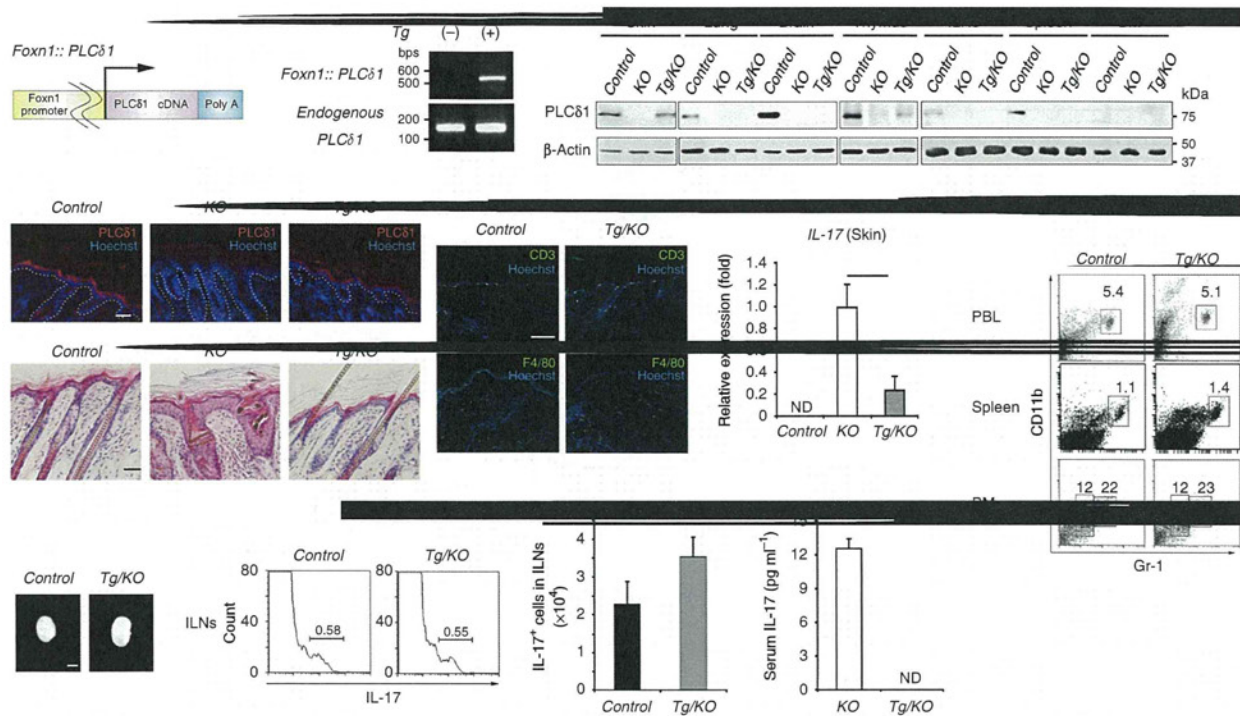 Foxn1:: PLCδ1
Foxn1
promoter
PLCδ1 cDNA
Poly A
Tg (–) (+)
bps
Foxn1:: PLCδ1
600
500
Endogenous
PLCδ1
200
100
Control KO Tg/KO Control KO Tg/KO Control KO Tg/KO Control KO Tg/KO Control KO Tg/KO Control KO Tg/KO Control KO Tg/KO
kDa
PLCδ1
75
β-Actin
50
37
Control KO Tg/KO
PLCδ1 PLCδ1 PLCδ1
Hoechst Hoechst Hoechst
Control KO Tg/KO
Control Tg/KO
CD3 CD3
Hoechst Hoechst
F4/80 F4/80
Hoechst Hoechst
IL-17 (Skin)
Relative expression (fold)
1.4
1.2
1.0
0.8
0.4
0.2
0
ND
Control KO Tg/KO
Control Tg/KO
PBL
5.4 5.1
Spleen
1.1 1.4
12 22 12 23
CD11b
Gr-1
Control Tg/KO
ILNs
Control Tg/KO
Count
80 80
40 40
0 0
0.58 0.55
IL-17
IL-17⁺ cells in ILNs
(×10⁴)
4
3
2
1
0
Control Tg/KO
Serum IL-17 (pg ml⁻¹)
12
8
4
0
ND
KO Tg/KO